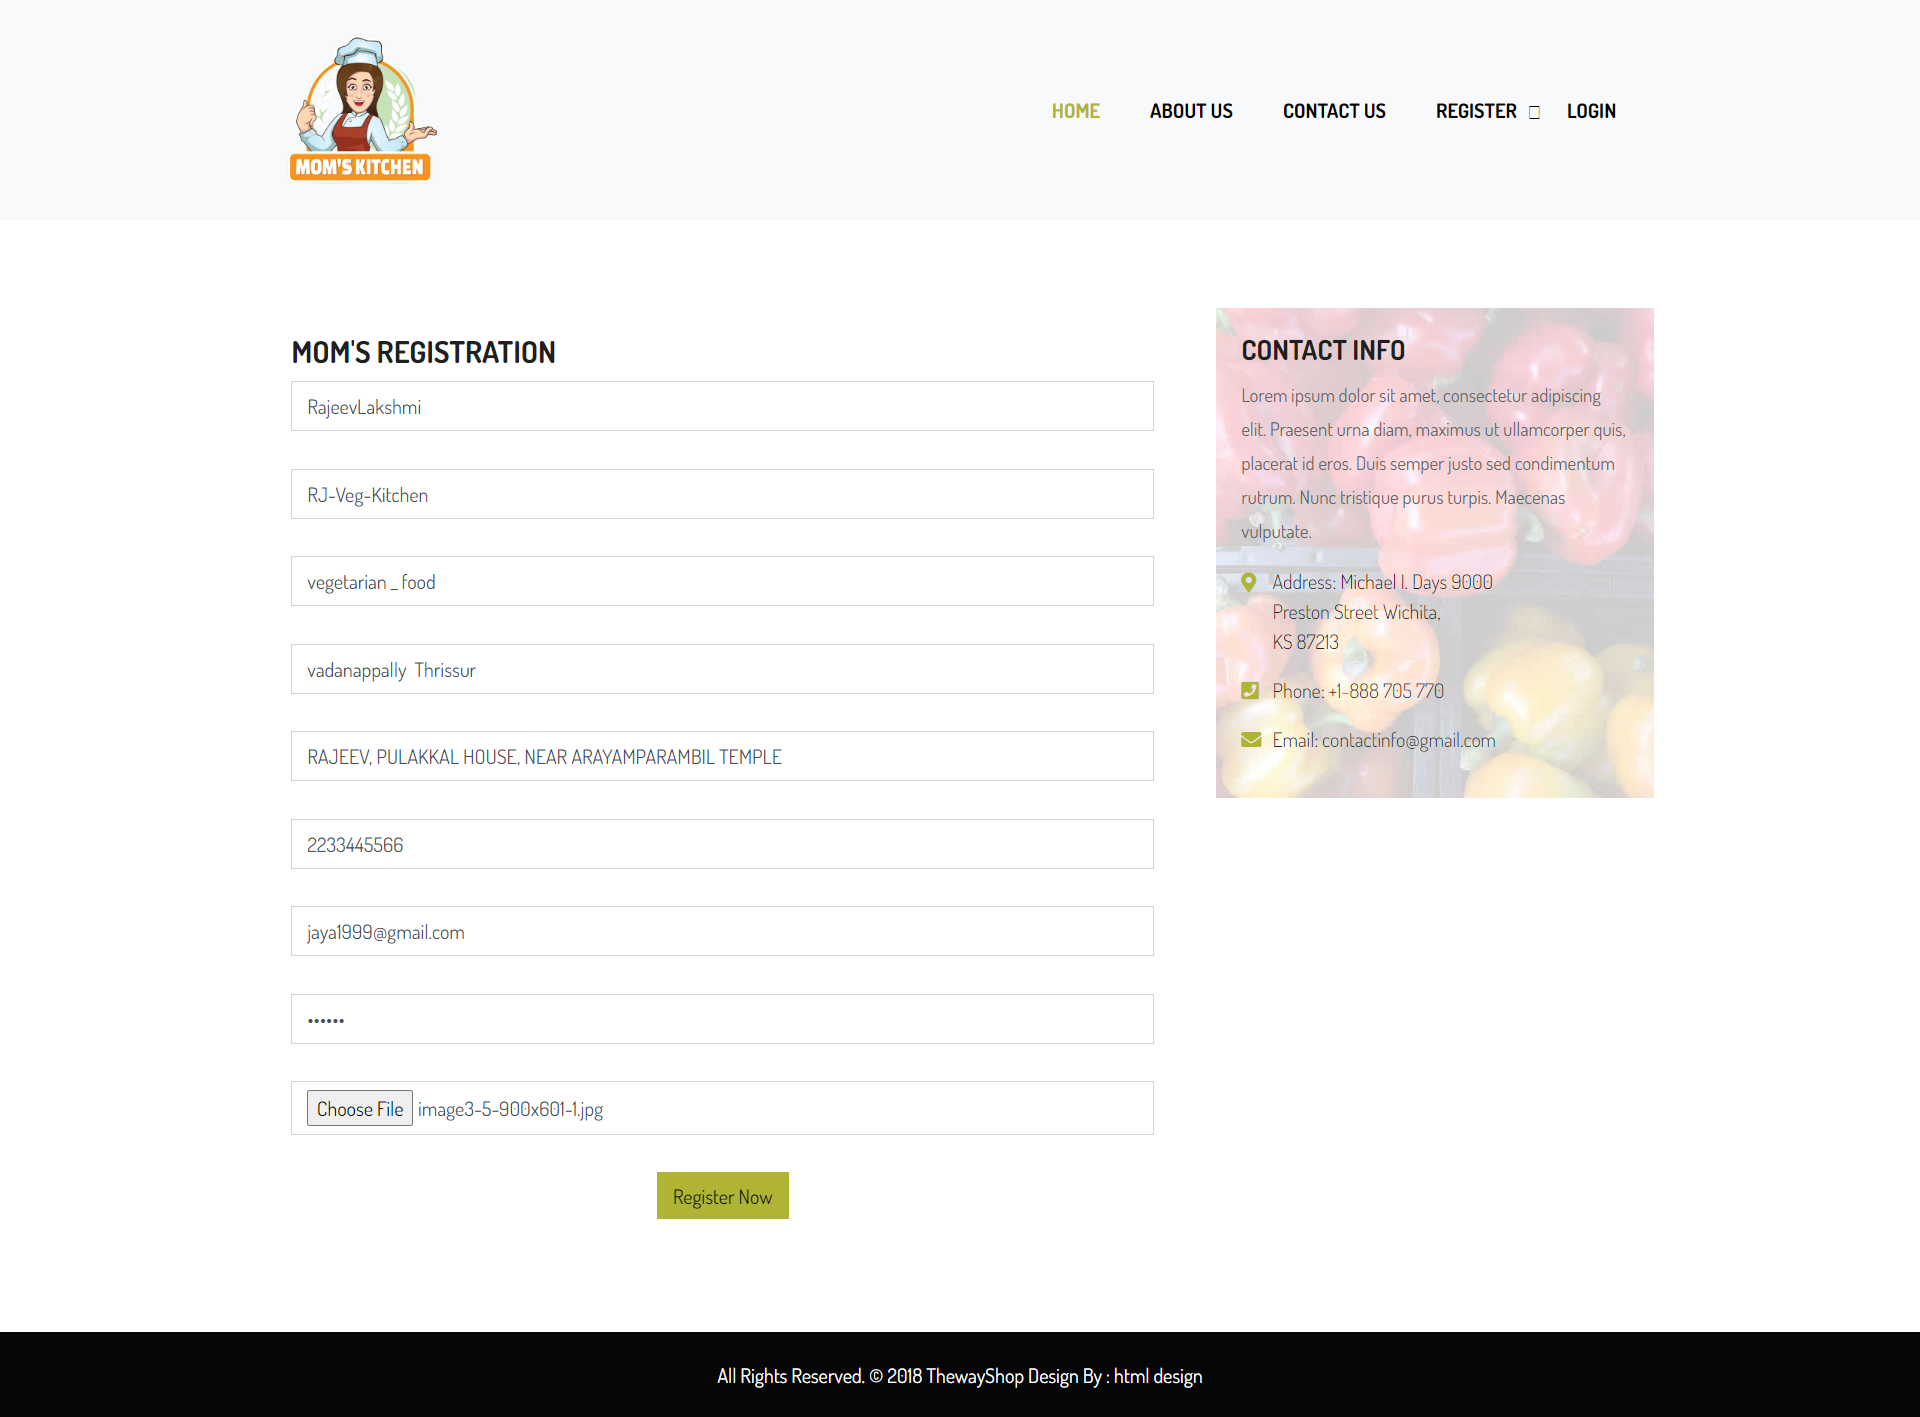 MOM'S KITCHEN
HOME ABOUT US CONTACT US REGISTER LOGIN
MOM'S REGISTRATION
RajeevLakshmi
RJ-Veg-Kitchen
vegetarian _ food
vadanappally Thrissur
RAJEEV, PULAKKAL HOUSE, NEAR ARAYAMPARAMBIL TEMPLE
2233445566
jaya1999@gmail.com
••••••
Choose File image3-5-900x601-1.jpg
Register Now
CONTACT INFO
Lorem ipsum dolor sit amet, consectetur adipiscing
elit. Praesent urna diam, maximus ut ullamcorper quis,
placerat id eros. Duis semper justo sed condimentum
rutrum. Nunc tristique purus turpis. Maecenas
vulputate.
Address: Michael I. Days 9000
Preston Street Wichita,
KS 87213
Phone: +1-888 705 770
Email: contactinfo@gmail.com
All Rights Reserved. © 2018 ThewayShop Design By : html design